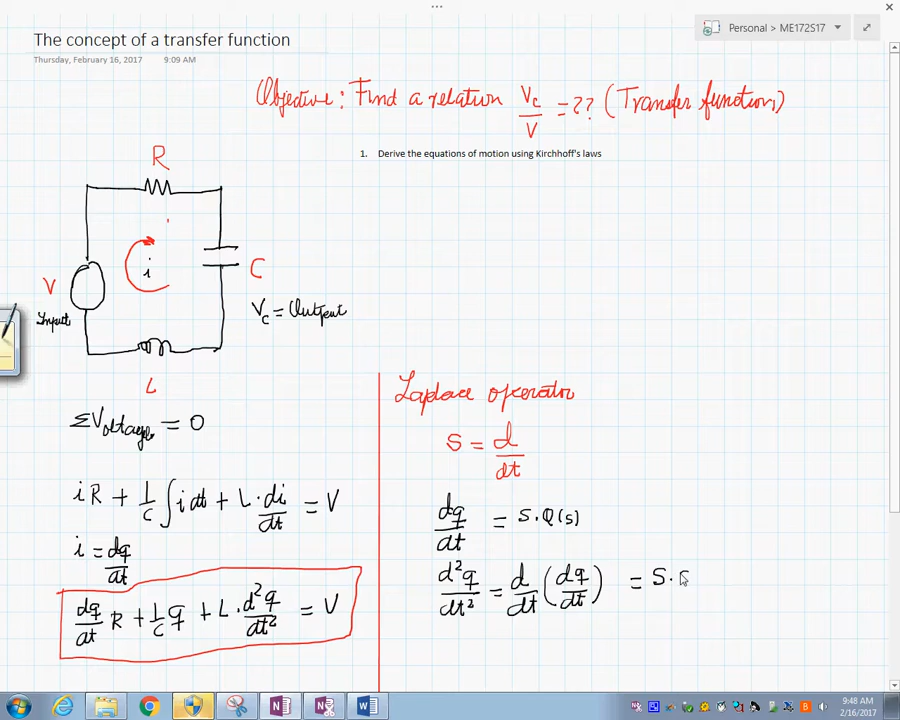 Personal > ME172S17
The concept of a transfer function
Thursday, February 16, 2017 9:09 AM
Objective: Find a relation Vc/V = ?? (Transfer function)
1. Derive the equations of motion using Kirchhoff's laws
R
i
V
Input
C
Vc = Output
L
ΣVoltages = 0
iR + 1/C ∫i dt + L·di/dt = V
i = dq/dt
dq/dt R + 1/C q + L·d²q/dt² = V
Laplace operator
S = d/dt
dq/dt = S·Q(s)
d²q/dt² = d/dt (dq/dt) = S·
9:48 AM
2/16/2017